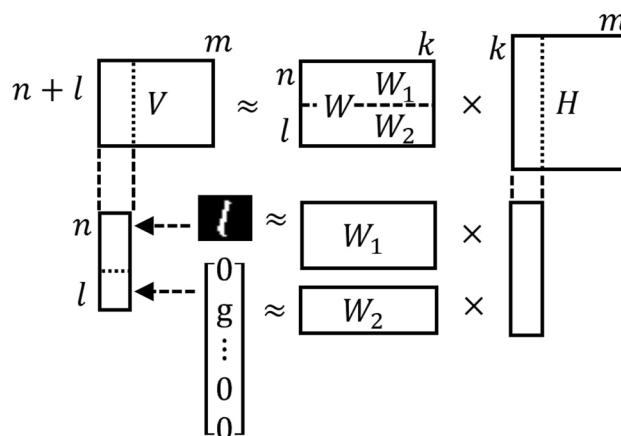 m k m
n + l V ≈ n W W₁ × k H
l W₂
n ≈ W₁ ×
l [0 g ⋮ 0 0] ≈ W₂ ×